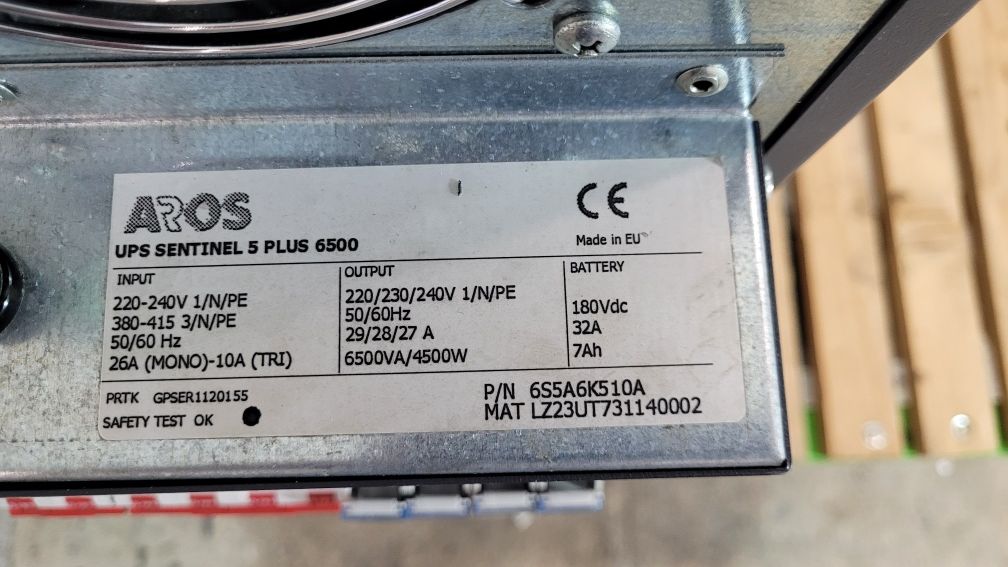 AROS
CE
UPS SENTINEL 5 PLUS 6500
Made in EU
INPUT
220-240V 1/N/PE
380-415 3/N/PE
50/60 Hz
26A (MONO)-10A (TRI)
OUTPUT
220/230/240V 1/N/PE
50/60Hz
29/28/27 A
6500VA/4500W
BATTERY
180Vdc
32A
7Ah
PRTK GPSER1120155
SAFETY TEST OK
P/N 6S5A6K510A
MAT LZ23UT731140002